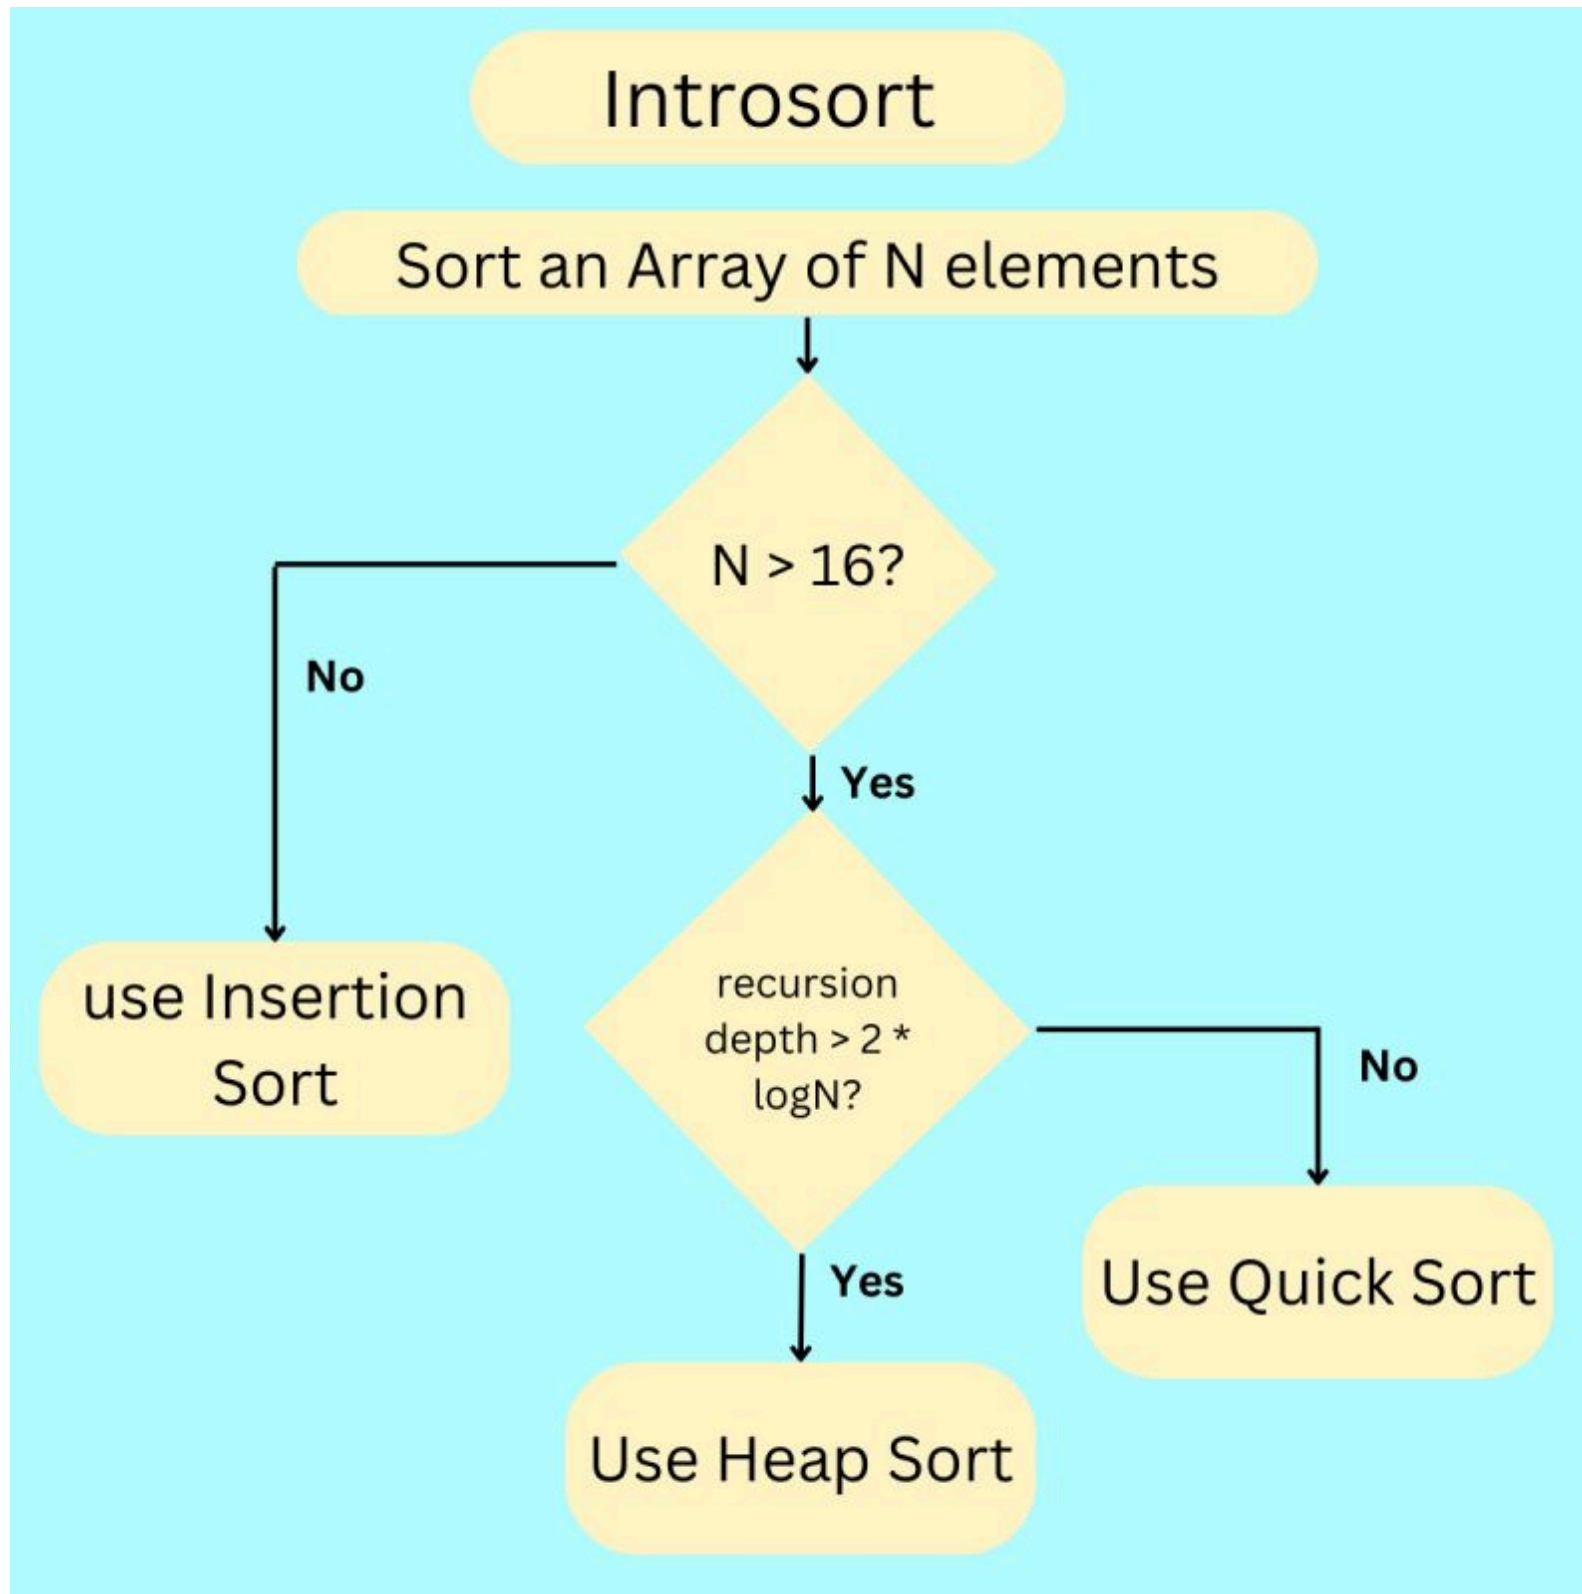 Introsort
Sort an Array of N elements
N > 16?
No
Yes
use Insertion
Sort
recursion
depth > 2 *
logN?
No
Yes
Use Quick Sort
Use Heap Sort